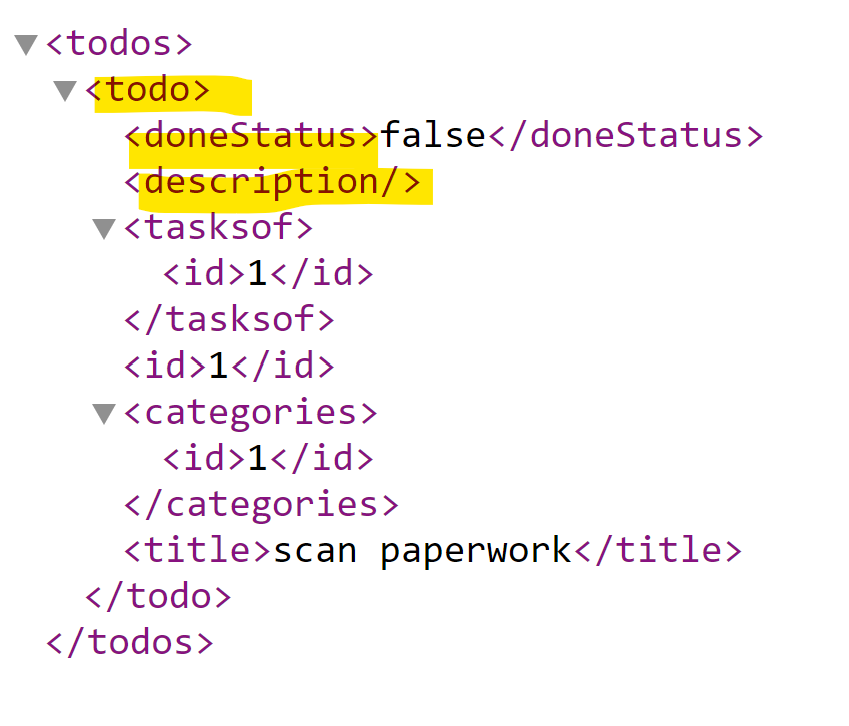 <todos>
<todo>
<doneStatus>false</doneStatus>
<description/>
<tasksof>
<id>1</id>
</tasksof>
<id>1</id>
<categories>
<id>1</id>
</categories>
<title>scan paperwork</title>
</todo>
</todos>